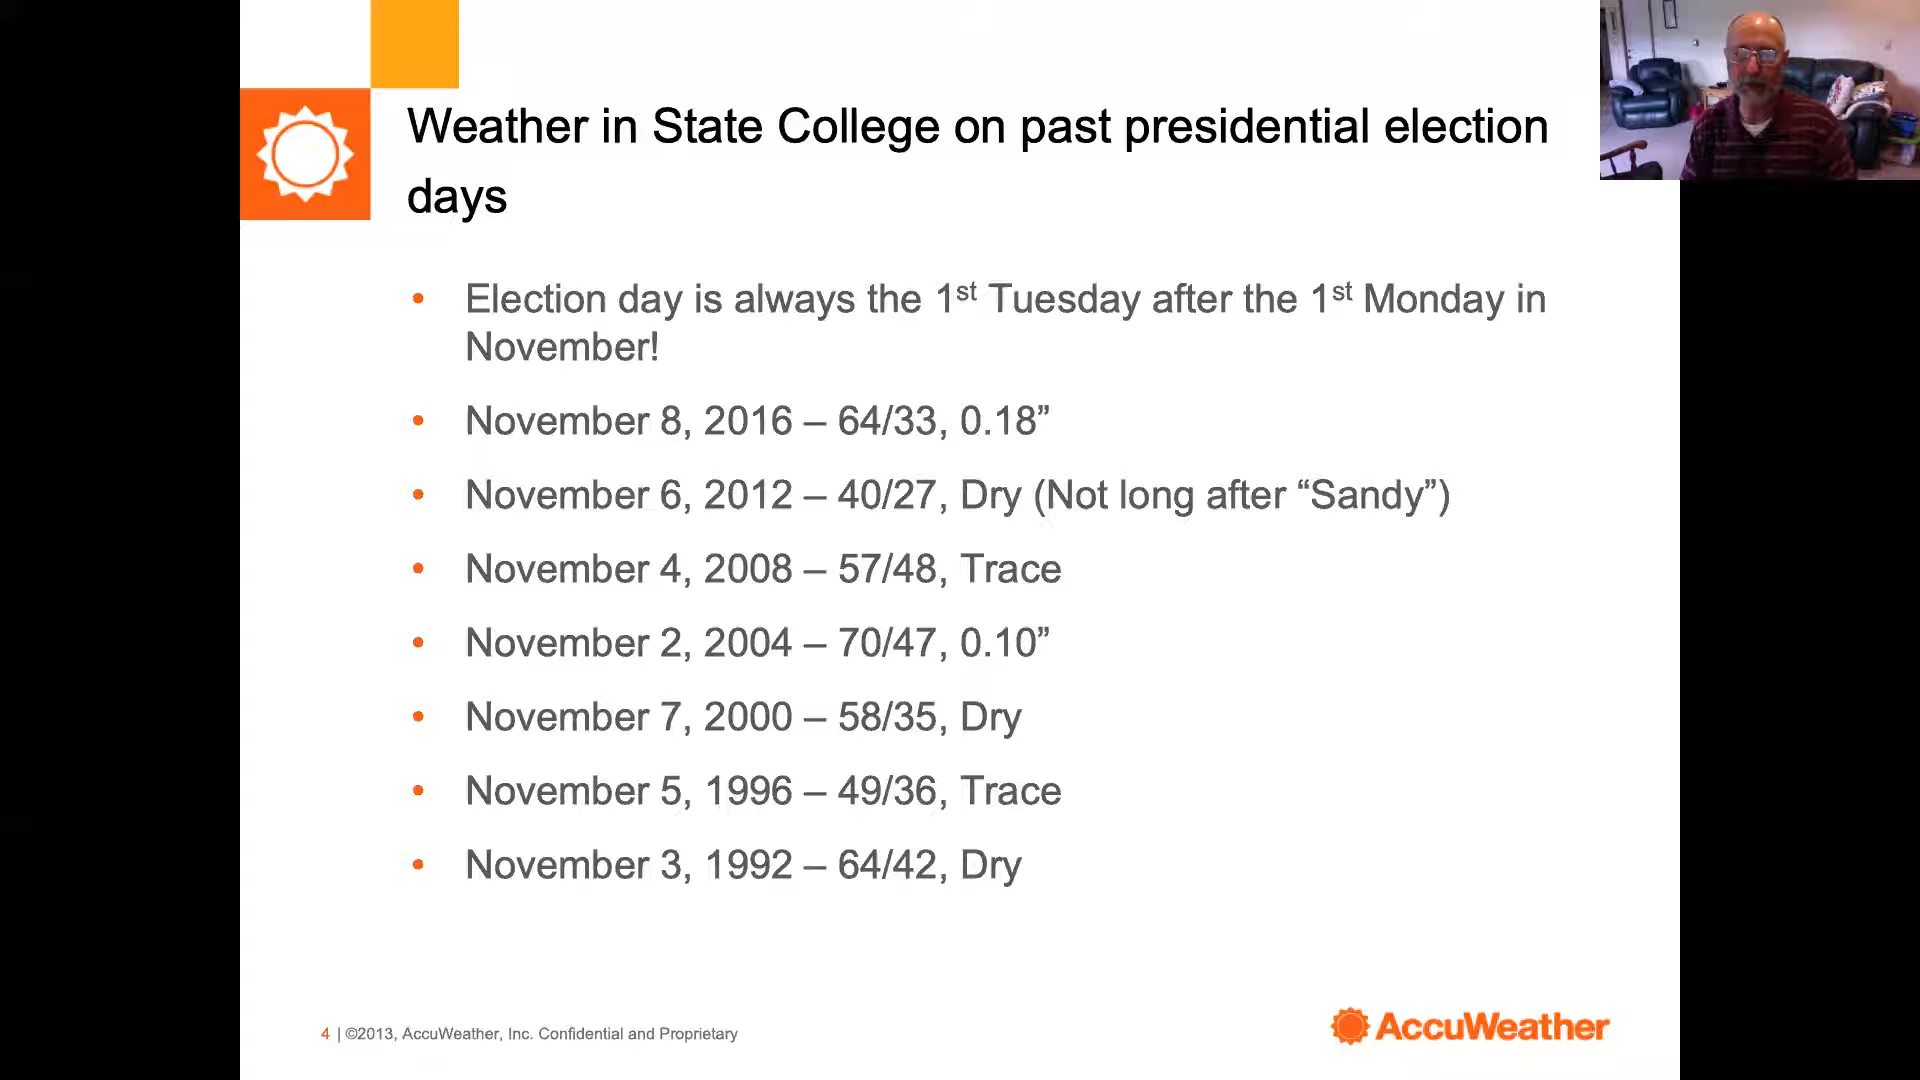 Weather in State College on past presidential election
days
• Election day is always the 1st Tuesday after the 1st Monday in
November!
• November 8, 2016 – 64/33, 0.18”
• November 6, 2012 – 40/27, Dry (Not long after “Sandy”)
• November 4, 2008 – 57/48, Trace
• November 2, 2004 – 70/47, 0.10”
• November 7, 2000 – 58/35, Dry
• November 5, 1996 – 49/36, Trace
• November 3, 1992 – 64/42, Dry
4 | ©2013, AccuWeather, Inc. Confidential and Proprietary
AccuWeather